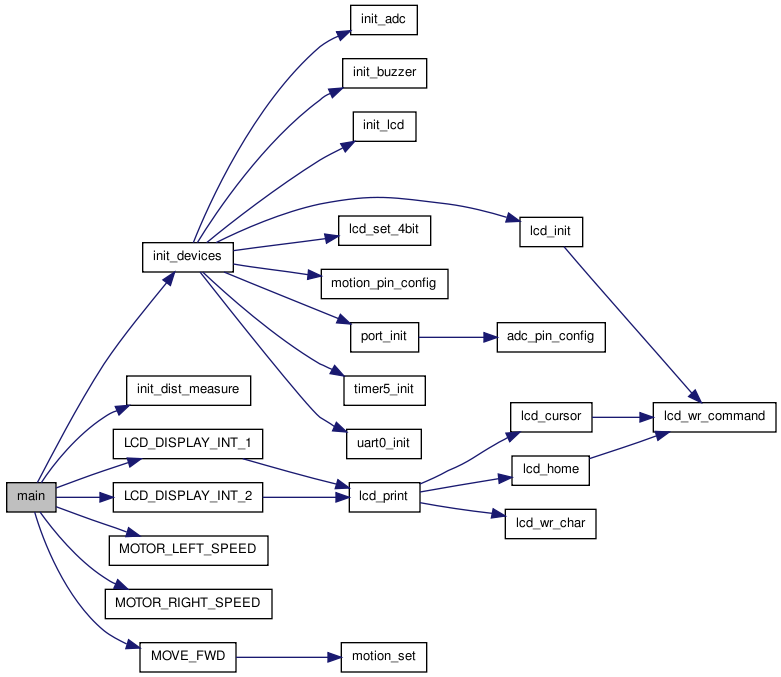 init_adc
init_buzzer
init_lcd
lcd_set_4bit
lcd_init
init_devices
motion_pin_config
port_init
adc_pin_config
init_dist_measure
timer5_init
lcd_cursor
lcd_wr_command
LCD_DISPLAY_INT_1
uart0_init
lcd_home
main
LCD_DISPLAY_INT_2
lcd_print
lcd_wr_char
MOTOR_LEFT_SPEED
MOTOR_RIGHT_SPEED
MOVE_FWD
motion_set